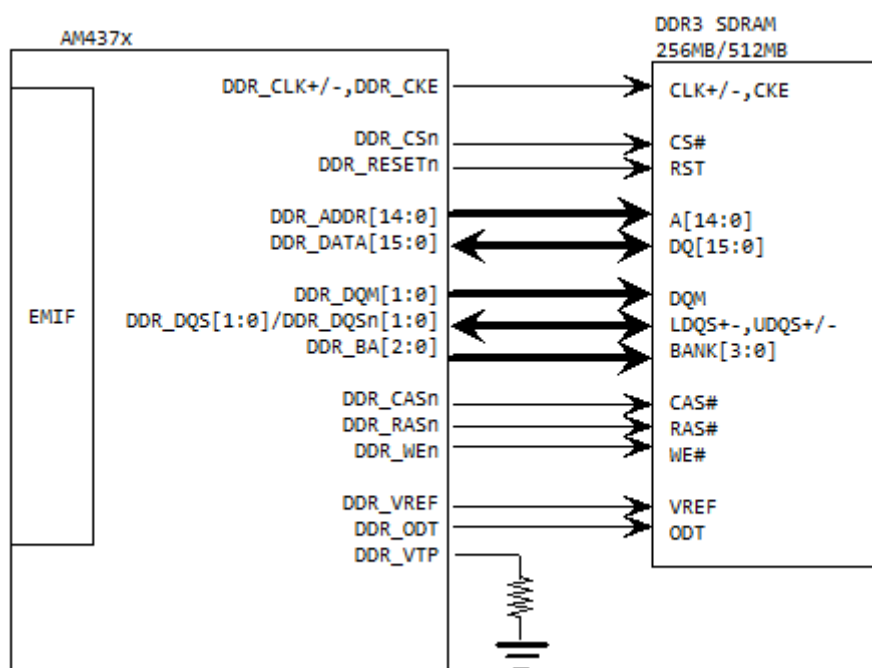 DDR3 SDRAM
256MB/512MB
AM437x
DDR_CLK+/-,DDR_CKE
CLK+/-,CKE
DDR_CSn
CS#
DDR_RESETn
RST
DDR_ADDR[14:0]
A[14:0]
DDR_DATA[15:0]
DQ[15:0]
DDR_DQM[1:0]
DQM
EMIF
DDR_DQS[1:0]/DDR_DQSn[1:0]
LDQS+-,UDQS+/-
DDR_BA[2:0]
BANK[3:0]
DDR_CASn
CAS#
DDR_RASn
RAS#
DDR_WEn
WE#
DDR_VREF
VREF
DDR_ODT
ODT
DDR_VTP